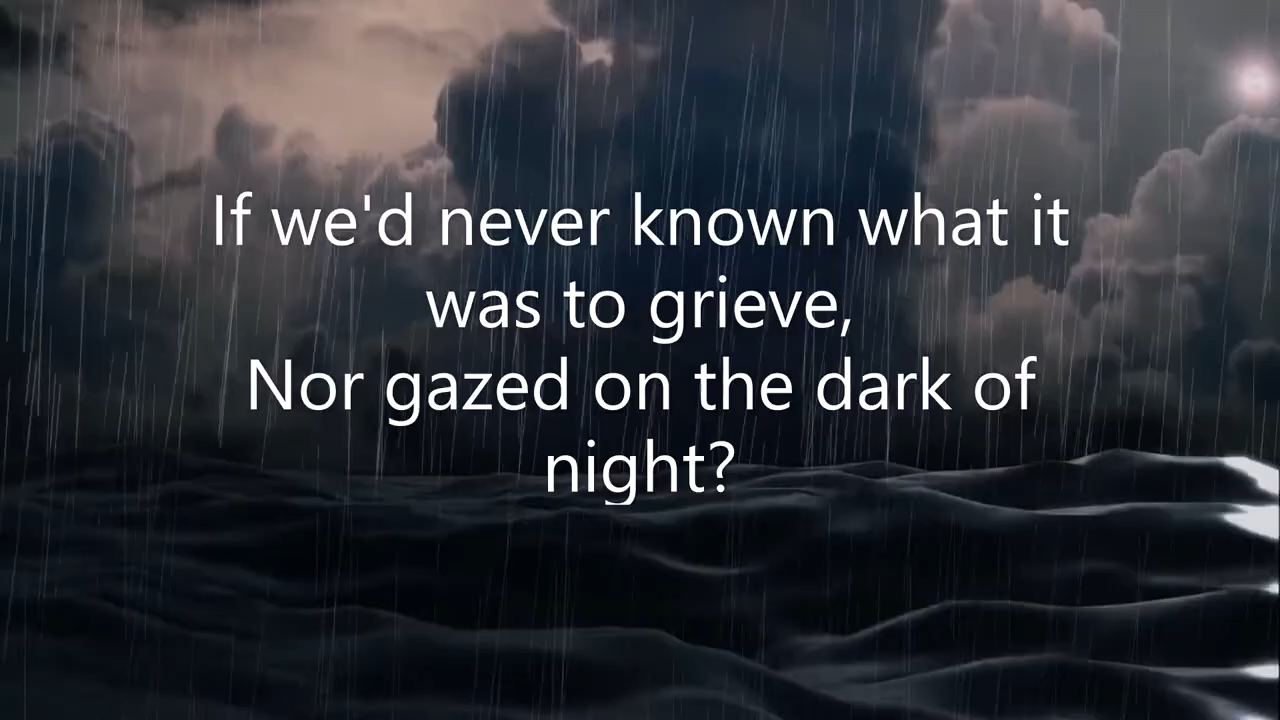 If we'd never known what it
was to grieve,
Nor gazed on the dark of
night?